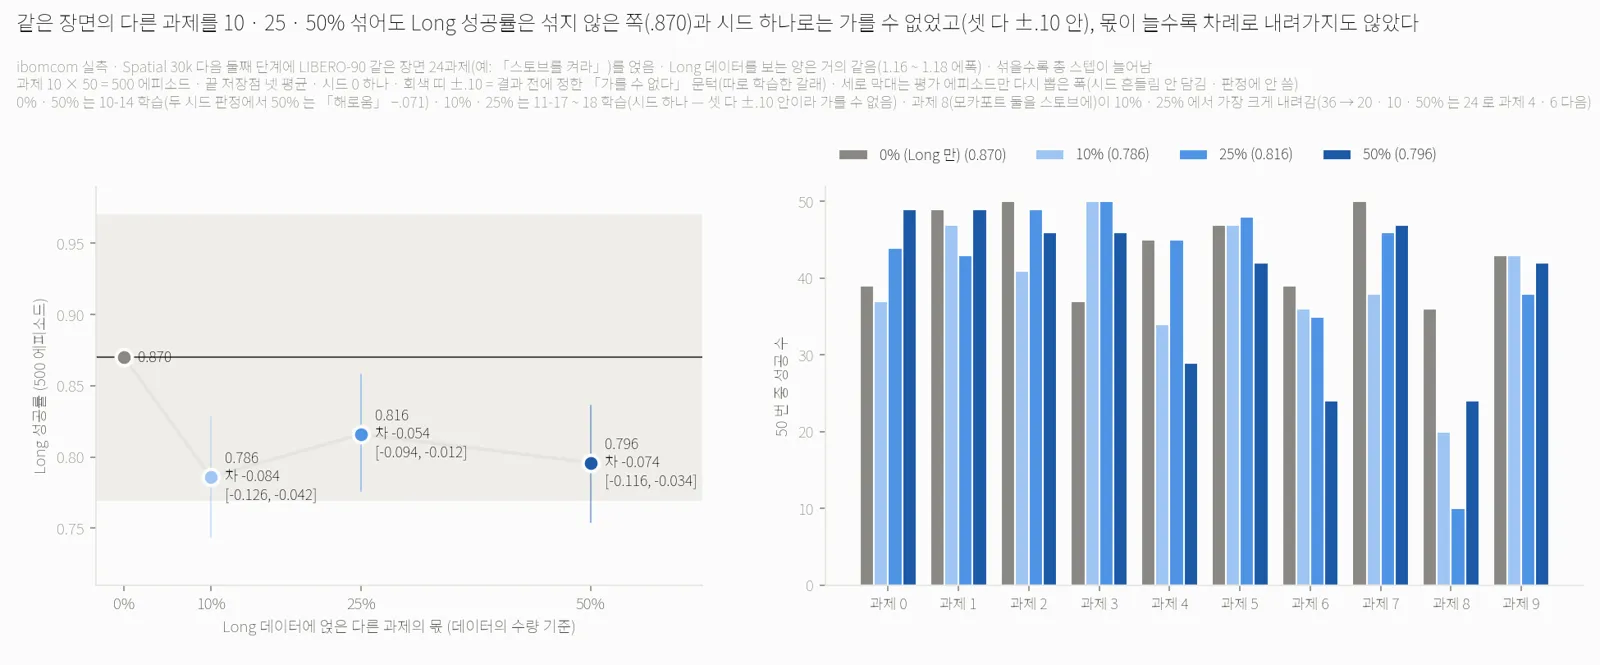 같은 장면의 다른 과제를 10 · 25 · 50% 섞어도 Long 성공률은 섞지 않은 쪽(.870)과 시드 하나로는 가를 수 없었고(셋 다 ±.10 안), 몫이 늘수록 차례로 내려가지도 않았다
ibomcom 실측 · Spatial 30k 다음 둘째 단계에 LIBERO-90 같은 장면 24과제(예: 「스토브를 켜라」)를 얹음 · Long 데이터를 보는 양은 거의 같음(1.16 ~ 1.18 에폭) · 섞을수록 총 스텝이 늘어남
과제 10 × 50 = 500 에피소드 · 끝 저장점 넷 평균 · 시드 0 하나 · 회색 띠 ±.10 = 결과 전에 정한 「가를 수 없다」 문턱(따로 학습한 갈래) · 세로 막대는 평가 에피소드만 다시 뽑은 폭(시드 흔들림 안 담김 · 판정에 안 씀)
0% · 50% 는 10-14 학습(두 시드 판정에서 50% 는 「해로움」 -.071) · 10% · 25% 는 11-17 ~ 18 학습(시드 하나 — 셋 다 ±.10 안이라 가를 수 없음) · 과제 8(모카포트 둘을 스토브에)이 10% · 25% 에서 가장 크게 내려감(36 → 20 · 10 · 50% 는 24 로 과제 4 · 6 다음)
0% (Long 만) (0.870)
10% (0.786)
25% (0.816)
50% (0.796)
Long 성공률 (500 에피소드)
0.95
0.90
0.85
0.80
0.75
0.870
0.786
차 -0.084
[-0.126, -0.042]
0.816
차 -0.054
[-0.094, -0.012]
0.796
차 -0.074
[-0.116, -0.034]
0%
10%
25%
50%
Long 데이터에 얹은 다른 과제의 몫 (데이터의 수량 기준)
50 번 중 성공 수
50
40
30
20
10
0
과제 0
과제 1
과제 2
과제 3
과제 4
과제 5
과제 6
과제 7
과제 8
과제 9